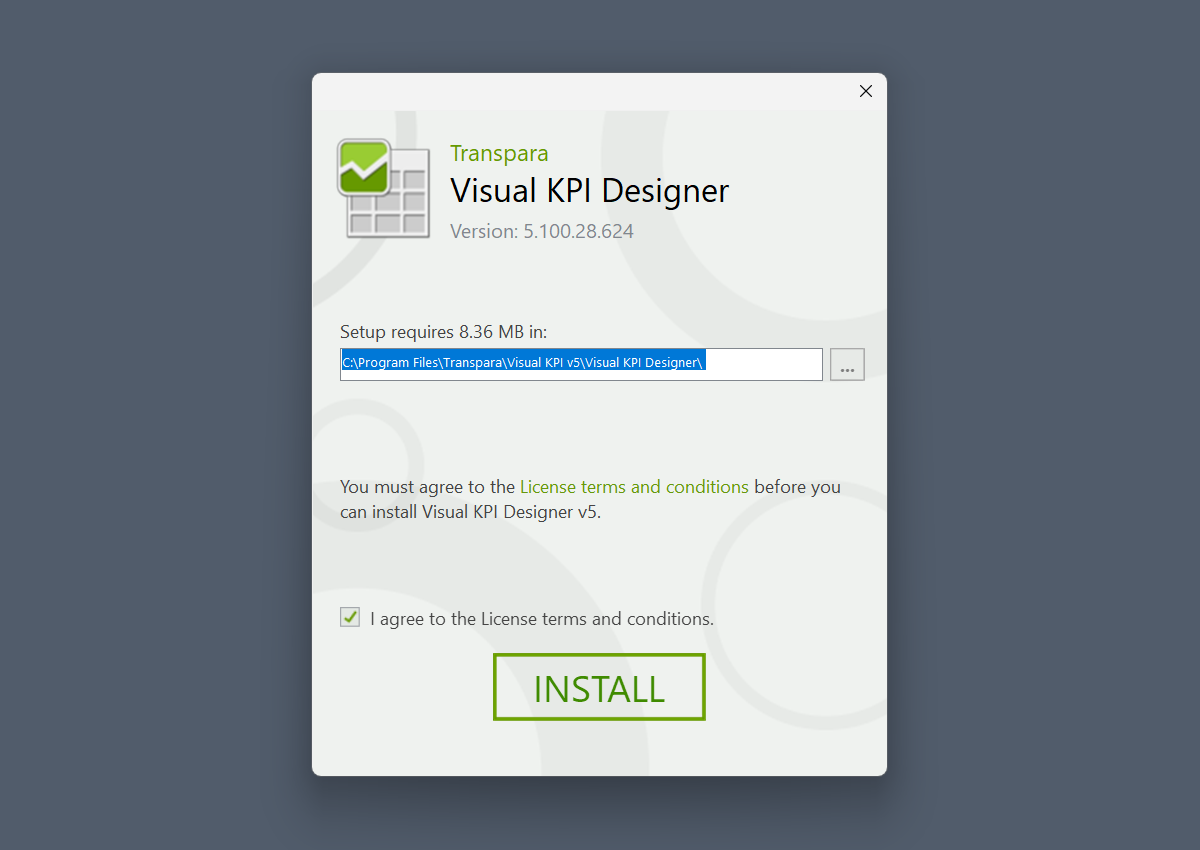 Transpara
Visual KPI Designer
Version: 5.100.28.624
Setup requires 8.36 MB in:
C:\Program Files\Transpara\Visual KPI v5\Visual KPI Designer\
...
You must agree to the License terms and conditions before you
can install Visual KPI Designer v5.
I agree to the License terms and conditions.
INSTALL